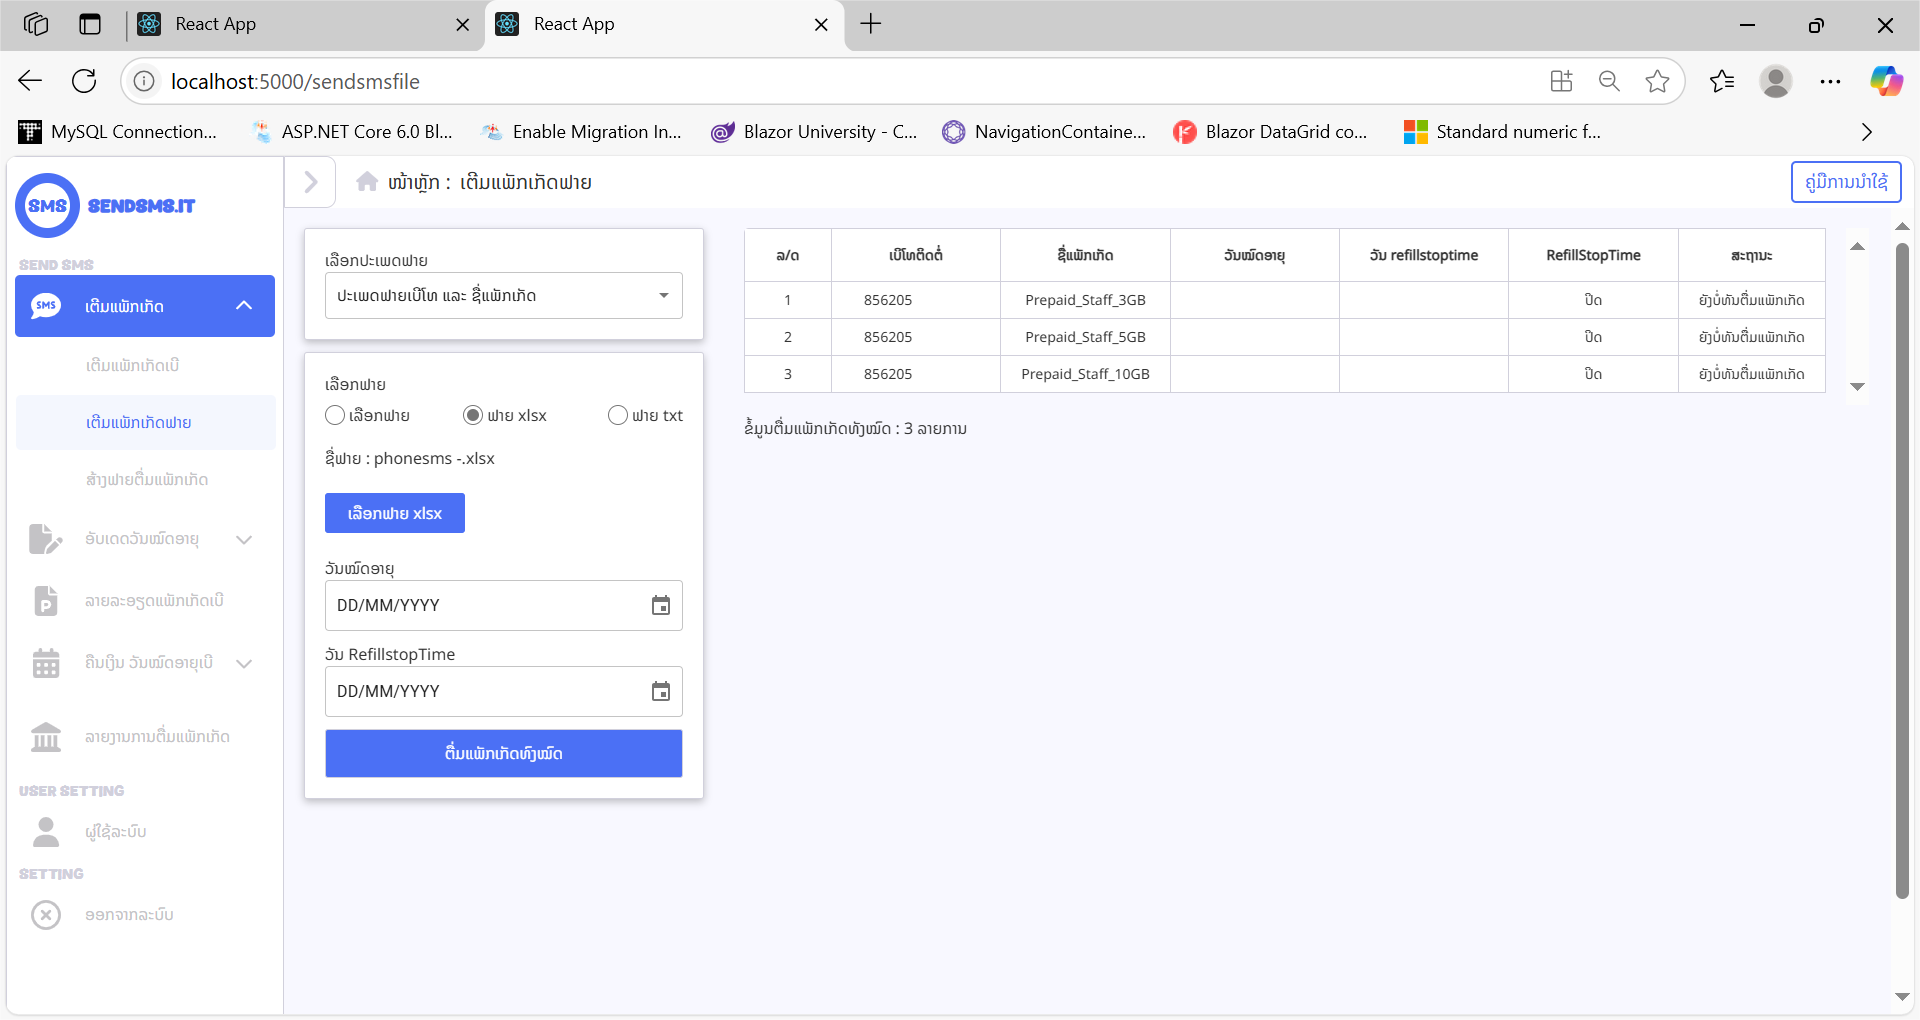 React App
React App
localhost:5000/sendsmsfile
MySQL Connection...
ASP.NET Core 6.0 Bl...
Enable Migration In...
Blazor University - C...
NavigationContaine...
Blazor DataGrid co...
Standard numeric f...
SMS SENDSMS.IT
SEND SMS
SMS ເຕີມແພັກເກັດ
ເຕີມແພັກເກັດເບີ
ເຕີມແພັກເກັດຟາຍ
ສ້າງຟາຍຕື່ມແພັກເກັດ
ອັບເດດວັນໝົດອາຍຸ
ລາຍລະອຽດແພັກເກັດເບີ
ຄືນເງິນ ວັນໝົດອາຍຸເບີ
ລາຍງານການຕື່ມແພັກເກັດ
USER SETTING
ຜູ່ໃຊ້ລະບົບ
SETTING
ອອກຈາກລະບົບ
ໜ້າຫຼັກ : ເຕີມແພັກເກັດຟາຍ
ຄູ່ມືການນຳໃຊ້
ເລືອກປະເພດຟາຍ
ປະເພດຟາຍເບີໂທ ແລະ ຊື່ແພັກເກັດ
ເລືອກຟາຍ
ເລືອກຟາຍ ຟາຍ xlsx ຟາຍ txt
ຊື່ຟາຍ : phonesms -.xlsx
ເລືອກຟາຍ xlsx
ວັນໝົດອາຍຸ
DD/MM/YYYY
ວັນ RefillstopTime
DD/MM/YYYY
ຕື່ມແພັກເກັດທັງໝົດ
ລ/ດ ເບີໂທຕິດຕໍ່ ຊື່ແພັກເກັດ ວັນໝົດອາຍຸ ວັນ refillstoptime RefillStopTime ສະຖານະ
1 856205 Prepaid_Staff_3GB ປິດ ຍັງບໍ່ທັນຕື່ມແພັກເກັດ
2 856205 Prepaid_Staff_5GB ປິດ ຍັງບໍ່ທັນຕື່ມແພັກເກັດ
3 856205 Prepaid_Staff_10GB ປິດ ຍັງບໍ່ທັນຕື່ມແພັກເກັດ
ຂໍ້ມູນຕື່ມແພັກເກັດທັງໝົດ : 3 ລາຍການ